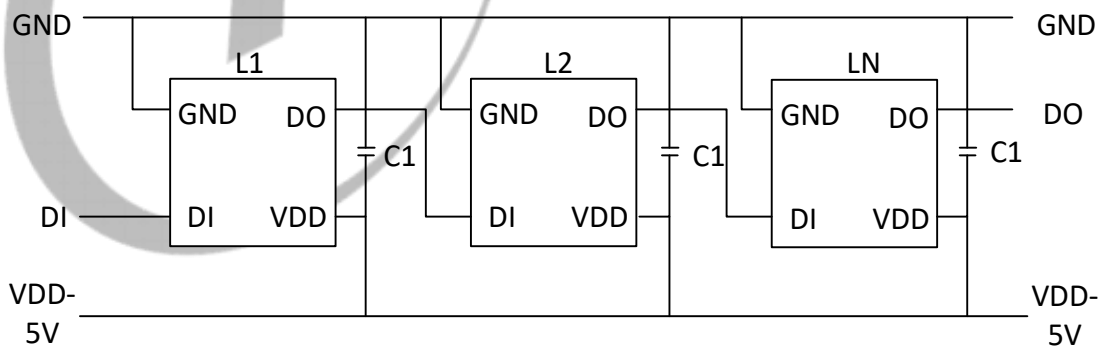 GND GND
L1 L2 LN
GND DO GND DO GND DO DO
C1 C1 C1
DI DI VDD DI VDD DI VDD
VDD- VDD-
5V 5V